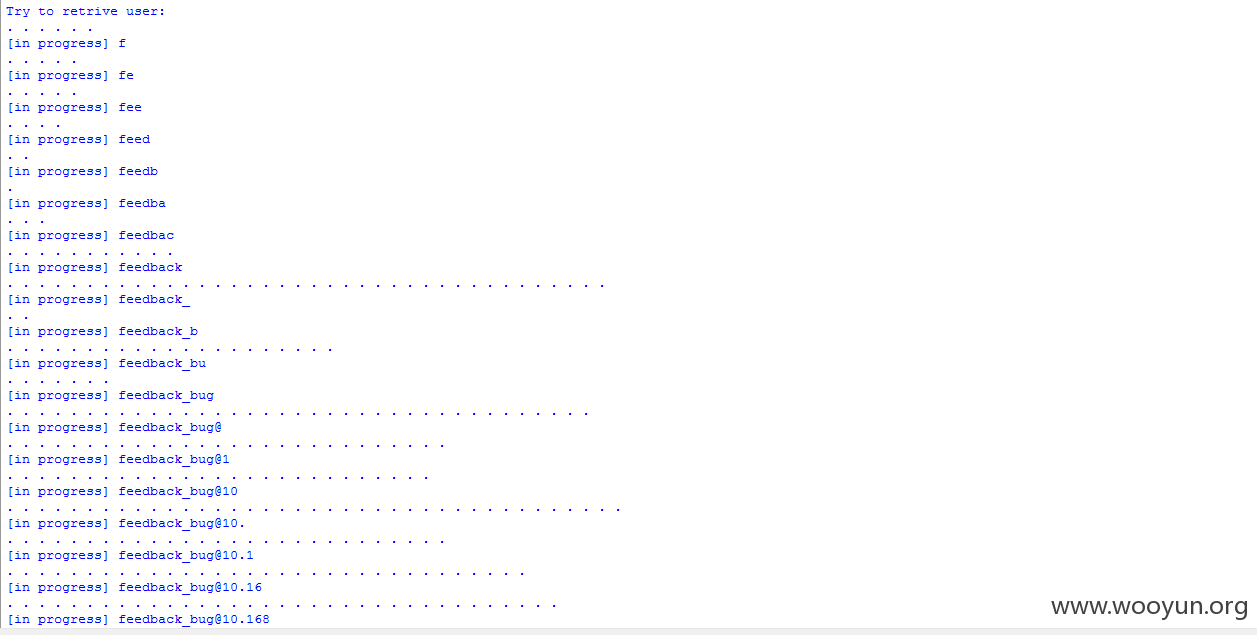 Try to retrive user:
. . . . . .
[in progress] f
. . . . .
[in progress] fe
. . . . .
[in progress] fee
. . . .
[in progress] feed
. .
[in progress] feedb
.
[in progress] feedba
. . .
[in progress] feedbac
. . . . . . . . . . .
[in progress] feedback
. . . . . . . . . . . . . . . . . . . . . . . . . . . . . . . . . . . . . .
[in progress] feedback_
. .
[in progress] feedback_b
. . . . . . . . . . . . . . . . . . . . .
[in progress] feedback_bu
. . . . . . .
[in progress] feedback_bug
. . . . . . . . . . . . . . . . . . . . . . . . . . . . . . . . . . . . .
[in progress] feedback_bug@
. . . . . . . . . . . . . . . . . . . . . . . . . . . .
[in progress] feedback_bug@1
. . . . . . . . . . . . . . . . . . . . . . . . . . .
[in progress] feedback_bug@10
. . . . . . . . . . . . . . . . . . . . . . . . . . . . . . . . . . . . . . .
[in progress] feedback_bug@10.
. . . . . . . . . . . . . . . . . . . . . . . . . . . .
[in progress] feedback_bug@10.1
. . . . . . . . . . . . . . . . . . . . . . . . . . . . . . . . .
[in progress] feedback_bug@10.16
. . . . . . . . . . . . . . . . . . . . . . . . . . . . . . . . . . .
[in progress] feedback_bug@10.168
www.wooyun.org